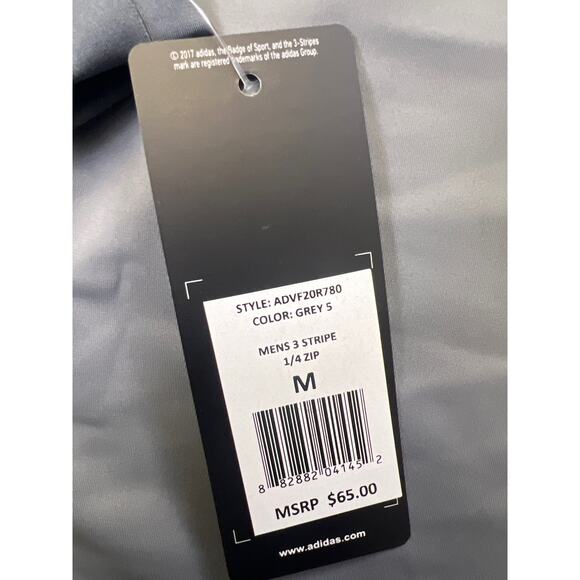 © 2017 adidas, the Badge of Sport, and the 3-Stripes
mark are registered trademarks of the adidas Group.
STYLE: ADVF20R780
COLOR: GREY 5
MENS 3 STRIPE
1/4 ZIP
M
8 82882 04145 2
MSRP $65.00
www.adidas.com